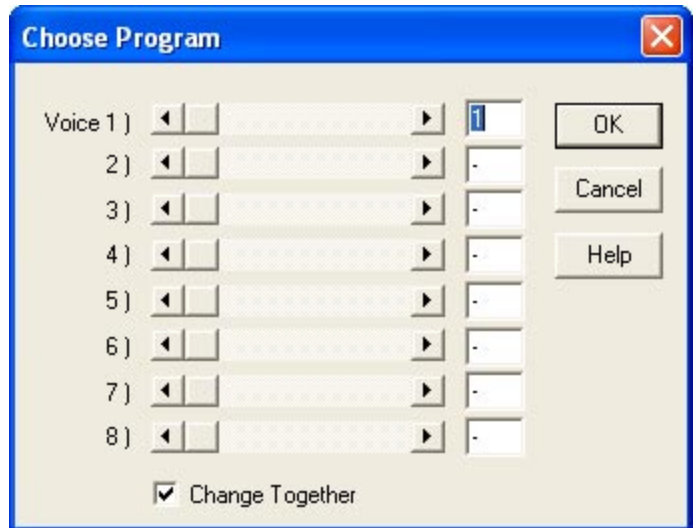 Choose Program
Voice 1 ) 1 OK
2 ) -
Cancel
3 ) -
4 ) - Help
5 ) -
6 ) -
7 ) -
8 ) -
Change Together